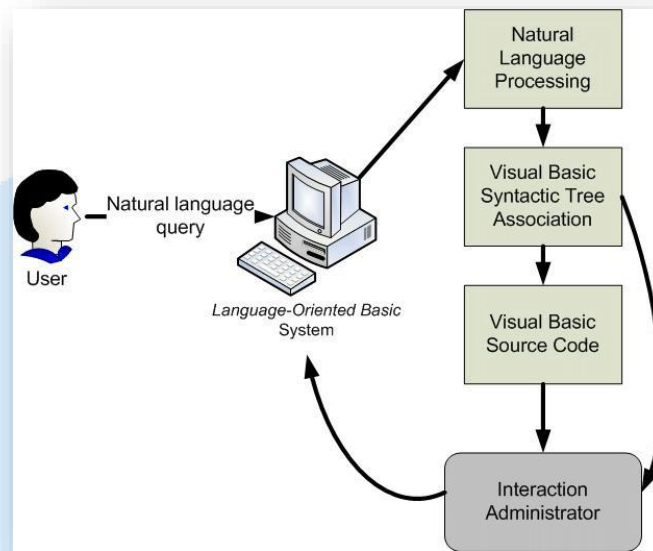 Natural
Language
Processing
Visual Basic
Syntactic Tree
Association
Natural language
query
User
Language-Oriented Basic
System
Visual Basic
Source Code
Interaction
Administrator